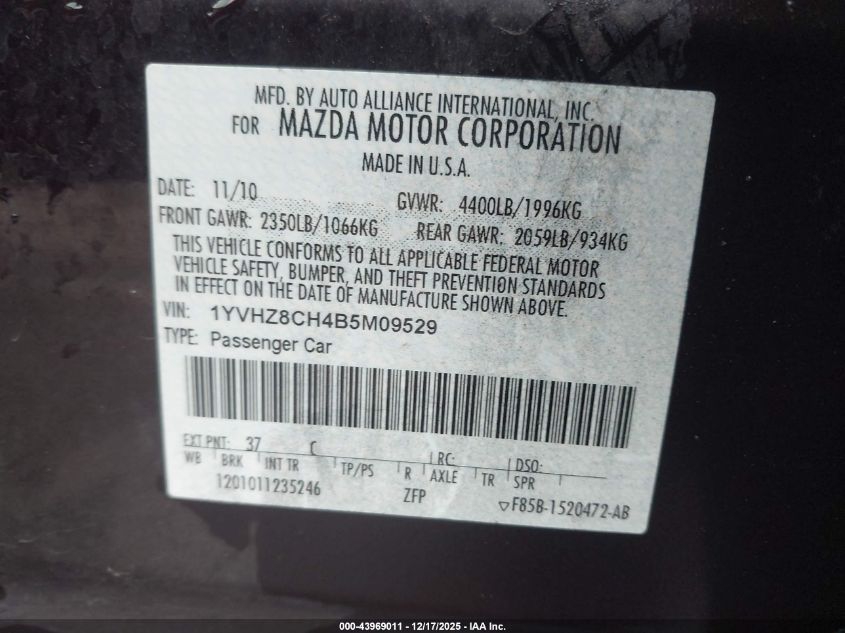 MFD. BY AUTO ALLIANCE INTERNATIONAL, INC.
FOR MAZDA MOTOR CORPORATION
MADE IN U.S.A.
DATE: 11/10 GVWR: 4400LB/1996KG
FRONT GAWR: 2350LB/1066KG REAR GAWR: 2059LB/934KG
THIS VEHICLE CONFORMS TO ALL APPLICABLE FEDERAL MOTOR
VEHICLE SAFETY, BUMPER, AND THEFT PREVENTION STANDARDS
IN EFFECT ON THE DATE OF MANUFACTURE SHOWN ABOVE.
VIN: 1YVHZ8CH4B5M09529
TYPE: Passenger Car
EXT PNT: 37 C RC: DSO:
WB BRK INT TR TP/PS R AXLE TR SPR
1201011235246 ZFP ▽F85B-1520472-AB
000-43969011 - 12/17/2025 - IAA Inc.